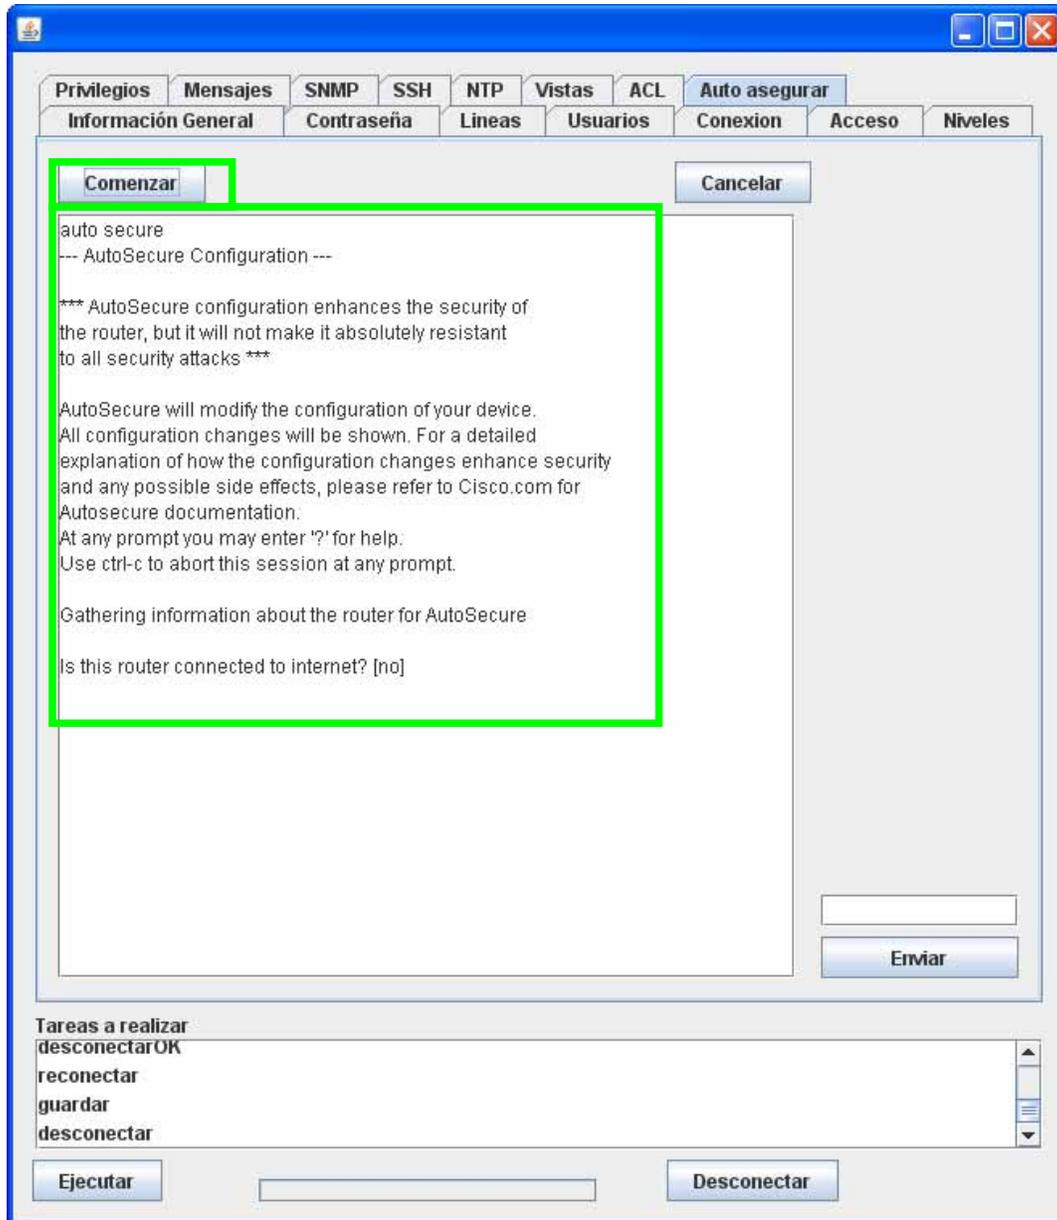 Privilegios Mensajes SNMP SSH NTP Vistas ACL Auto asegurar
Información General Contraseña Lineas Usuarios Conexion Acceso Niveles
Comenzar Cancelar
auto secure
--- AutoSecure Configuration ---
*** AutoSecure configuration enhances the security of
the router, but it will not make it absolutely resistant
to all security attacks ***
AutoSecure will modify the configuration of your device.
All configuration changes will be shown. For a detailed
explanation of how the configuration changes enhance security
and any possible side effects, please refer to Cisco.com for
Autosecure documentation.
At any prompt you may enter '?' for help.
Use ctrl-c to abort this session at any prompt.
Gathering information about the router for AutoSecure
Is this router connected to internet? [no]
Enviar
Tareas a realizar
desconectarOK
reconectar
guardar
desconectar
Ejecutar Desconectar